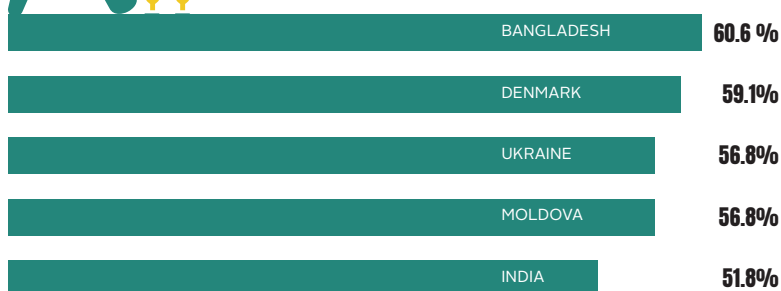 BANGLADESH 60.6 %
DENMARK 59.1%
UKRAINE 56.8%
MOLDOVA 56.8%
INDIA 51.8%